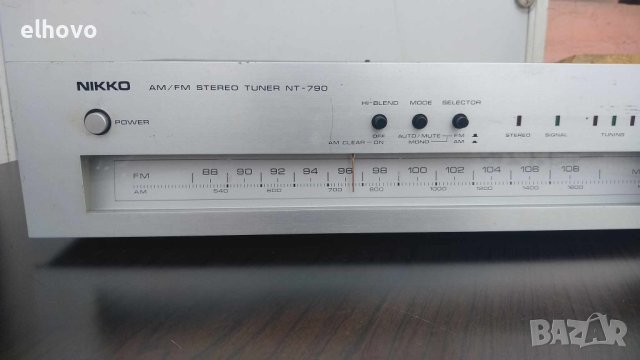 elhovo
NIKKO AM/FM STEREO TUNER NT-790
POWER
HI-BLEND MODE SELECTOR
OFF AUTO/MUTE FM
AM CLEAR ON MONO AM
STEREO SIGNAL TUNING
FM 88 90 92 94 96 98 100 102 104 106 108
AM 540 600 700 800 1000 1200 1400 1600
BAZAR